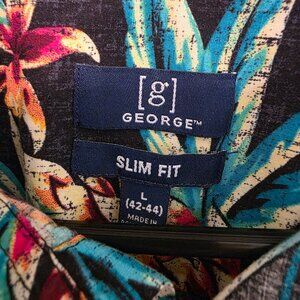 [g]
GEORGE™
SLIM FIT
L
(42-44)
MADE IN